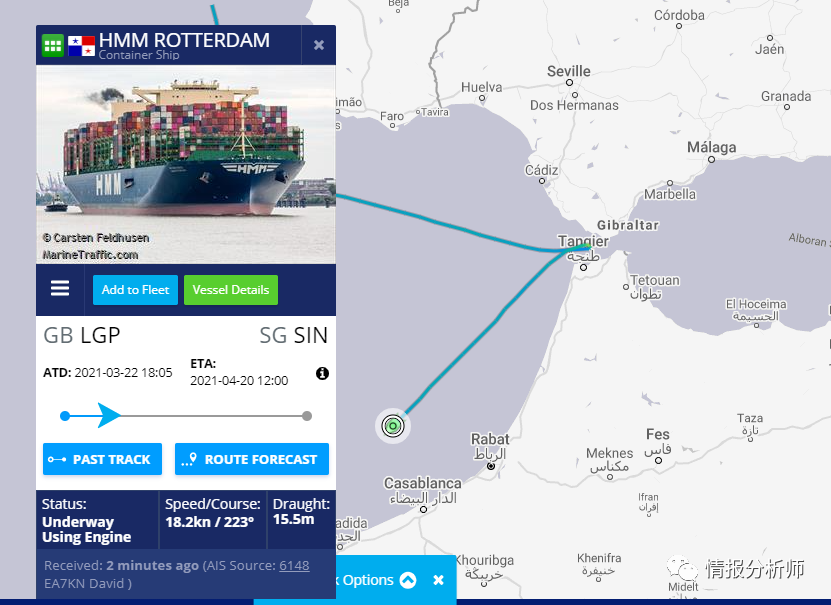 HMM ROTTERDAM
Container Ship
HMM
HMM
© Carsten Feldhusen
MarineTraffic.com
Add to Fleet
Vessel Details
GB LGP
SG SIN
ATD: 2021-03-22 18:05
ETA:
2021-04-20 12:00
PAST TRACK
ROUTE FORECAST
Status:
Underway
Using Engine
Speed/Course:
18.2kn / 223°
Draught:
15.5m
Received: 2 minutes ago (AIS Source: 6148
EA7KN David )
Options
Beja
Córdoba
Jaén
Seville
Huelva
Dos Hermanas
Granada
Faro
Tavira
Málaga
Cádiz
Marbella
Gibraltar
Tangier
طنجة
Alboran
Tetouan
تطوان
El Hoceima
الحسيمة
Rabat
الرباط
Fes
فاس
Taza
تازة
Meknes
مكناس
Casablanca
الدار البيضاء
Ifran
إفران
Khouribga
خريبكة
Khenifra
خنيفرة
Midelt
情报分析师